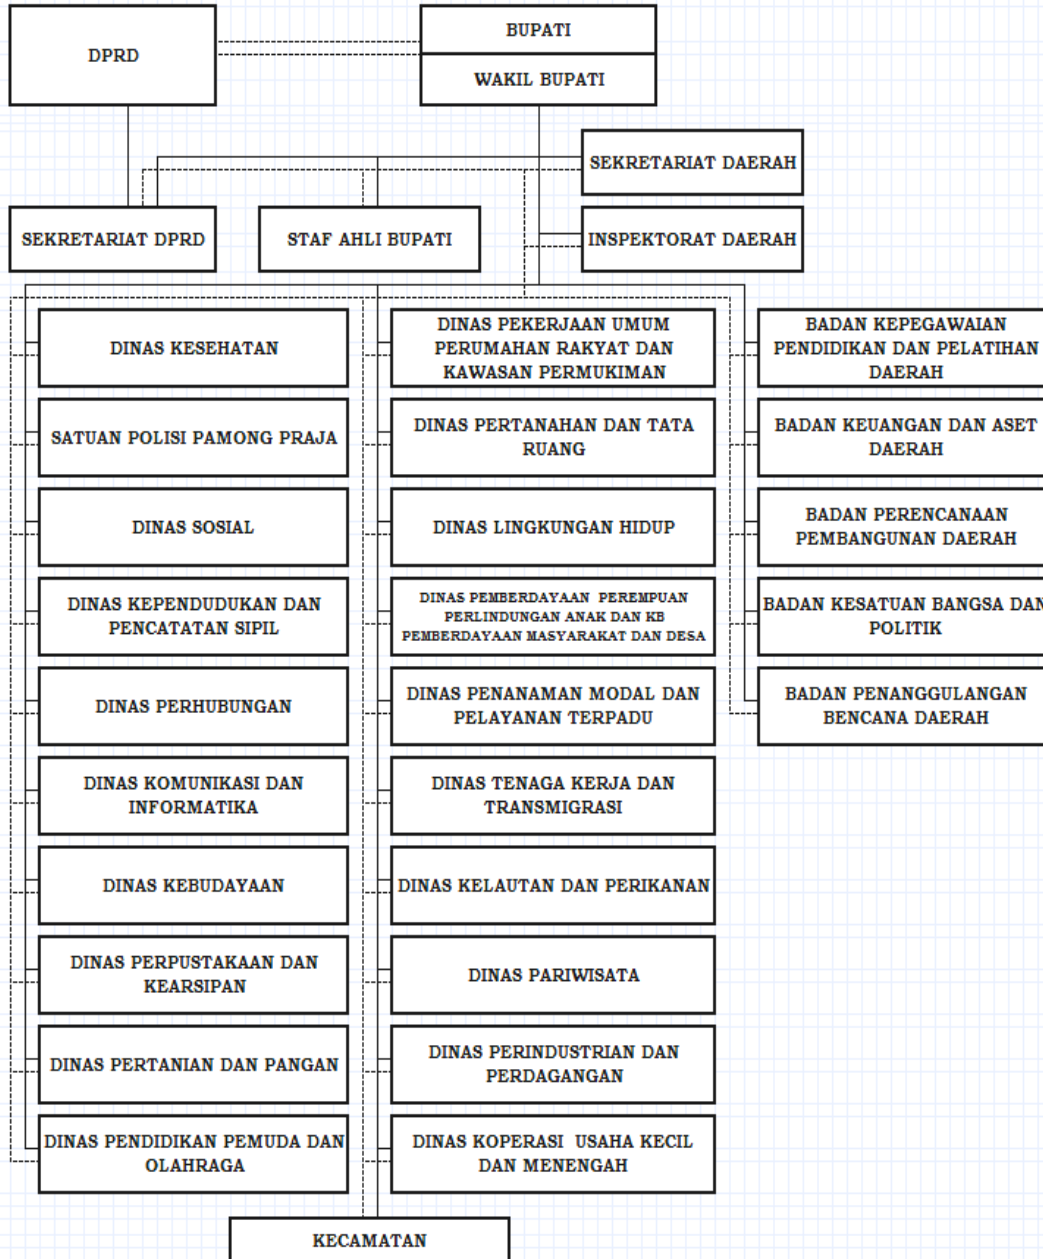 DPRD
BUPATI
WAKIL BUPATI
SEKRETARIAT DAERAH
SEKRETARIAT DPRD
STAF AHLI BUPATI
INSPEKTORAT DAERAH
DINAS KESEHATAN
SATUAN POLISI PAMONG PRAJA
DINAS SOSIAL
DINAS KEPENDUDUKAN DAN
PENCATATAN SIPIL
DINAS PERHUBUNGAN
DINAS KOMUNIKASI DAN
INFORMATIKA
DINAS KEBUDAYAAN
DINAS PERPUSTAKAAN DAN
KEARSIPAN
DINAS PERTANIAN DAN PANGAN
DINAS PENDIDIKAN PEMUDA DAN
OLAHRAGA
DINAS PEKERJAAN UMUM
PERUMAHAN RAKYAT DAN
KAWASAN PERMUKIMAN
DINAS PERTANAHAN DAN TATA
RUANG
DINAS LINGKUNGAN HIDUP
DINAS PEMBERDAYAAN PEREMPUAN
PERLINDUNGAN ANAK DAN KB
PEMBERDAYAAN MASYARAKAT DAN DESA
DINAS PENANAMAN MODAL DAN
PELAYANAN TERPADU
DINAS TENAGA KERJA DAN
TRANSMIGRASI
DINAS KELAUTAN DAN PERIKANAN
DINAS PARIWISATA
DINAS PERINDUSTRIAN DAN
PERDAGANGAN
DINAS KOPERASI USAHA KECIL
DAN MENENGAH
BADAN KEPEGAWAIAN
PENDIDIKAN DAN PELATIHAN
DAERAH
BADAN KEUANGAN DAN ASET
DAERAH
BADAN PERENCANAAN
PEMBANGUNAN DAERAH
BADAN KESATUAN BANGSA DAN
POLITIK
BADAN PENANGGULANGAN
BENCANA DAERAH
KECAMATAN